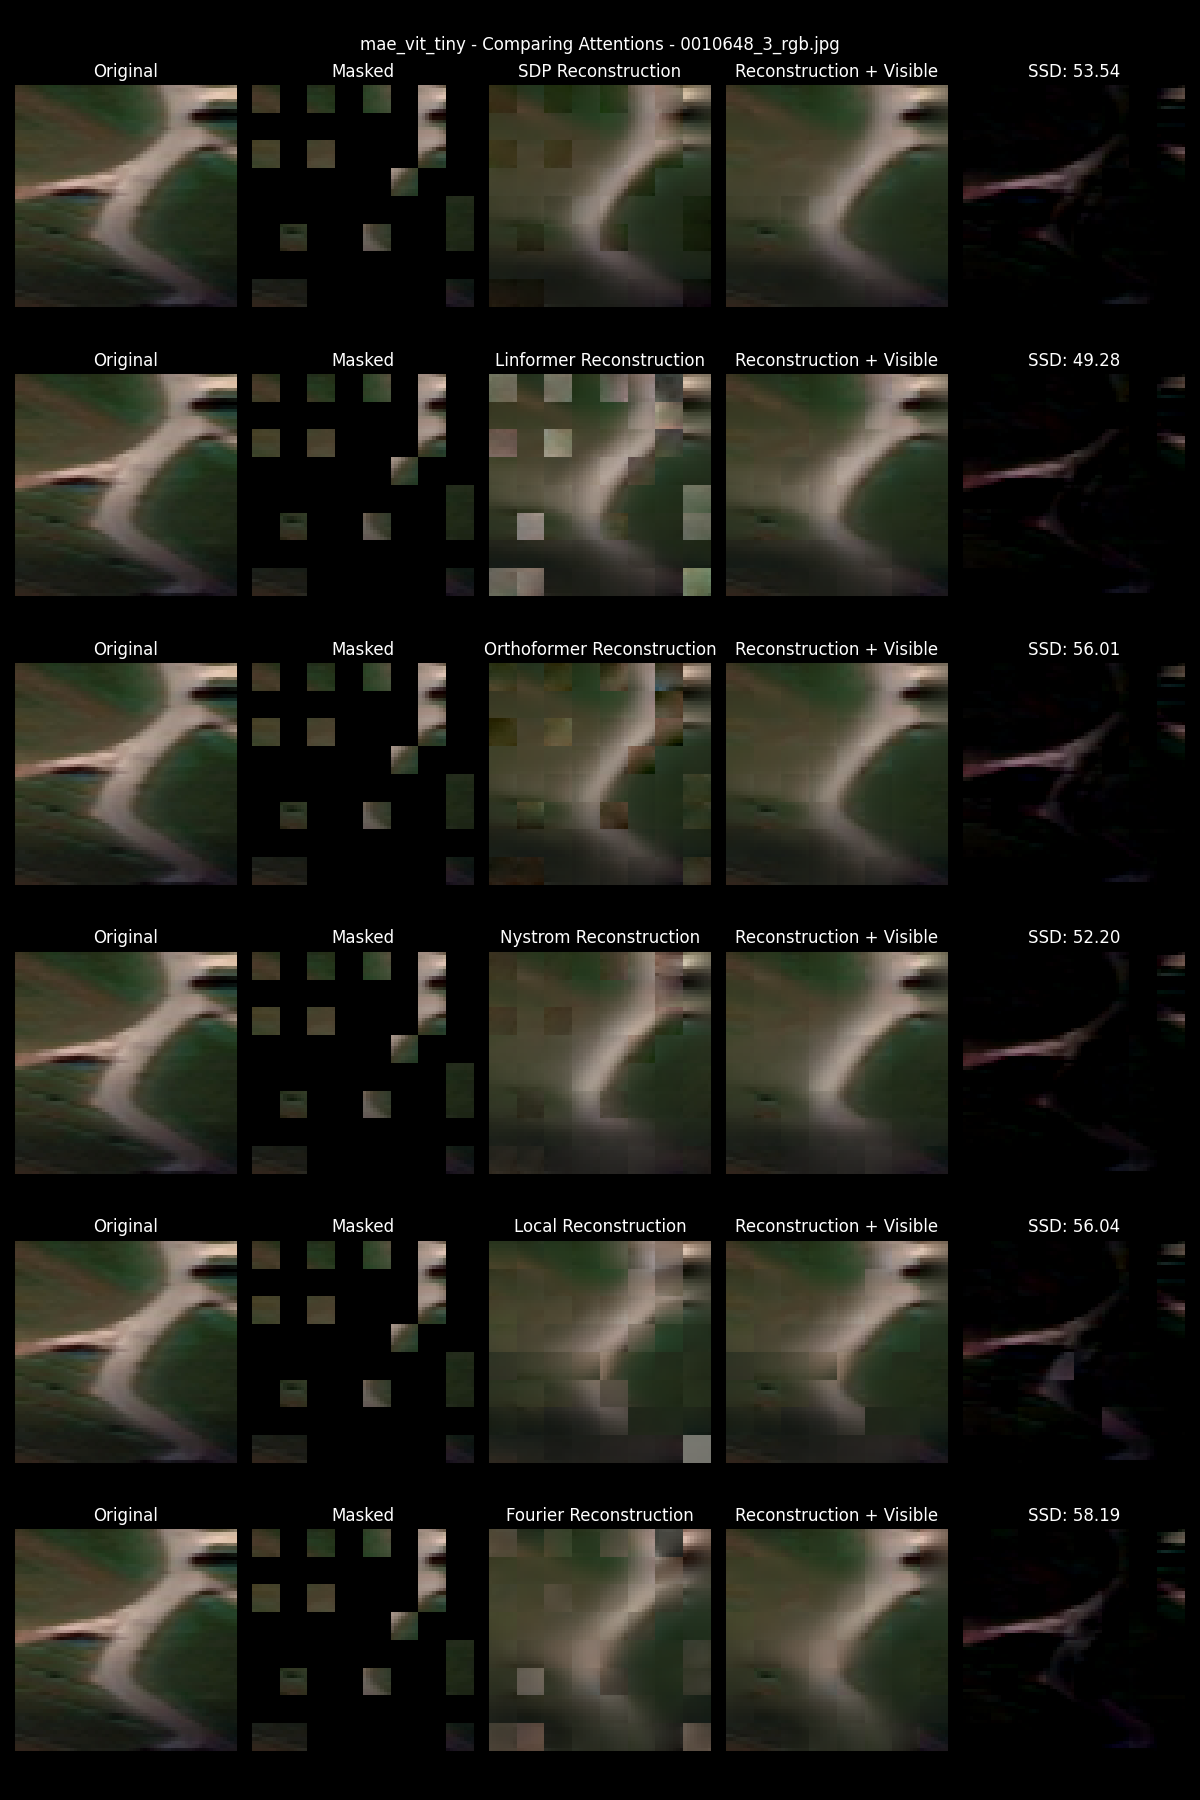 mae_vit_tiny - Comparing Attentions - 0010648_3_rgb.jpg
Original Masked SDP Reconstruction Reconstruction + Visible SSD: 53.54
Original Masked Linformer Reconstruction Reconstruction + Visible SSD: 49.28
Original Masked Orthoformer Reconstruction Reconstruction + Visible SSD: 56.01
Original Masked Nystrom Reconstruction Reconstruction + Visible SSD: 52.20
Original Masked Local Reconstruction Reconstruction + Visible SSD: 56.04
Original Masked Fourier Reconstruction Reconstruction + Visible SSD: 58.19